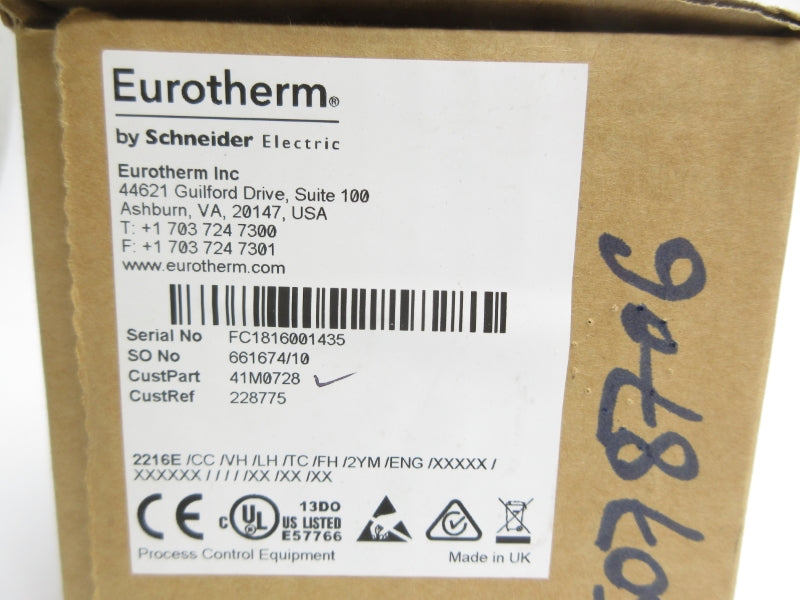 Eurotherm®
by Schneider Electric
Eurotherm Inc
44621 Guilford Drive, Suite 100
Ashburn, VA, 20147, USA
T: +1 703 724 7300
F: +1 703 724 7301
www.eurotherm.com
Serial No FC1816001435
SO No 661674/10
CustPart 41M0728
CustRef 228775
2216E /CC /VH /LH /TC /FH /2YM /ENG /XXXXX /
XXXXXX / / / / /XX /XX /XX
CE
c UL US LISTED
13DO
E57766
Process Control Equipment
Made in UK